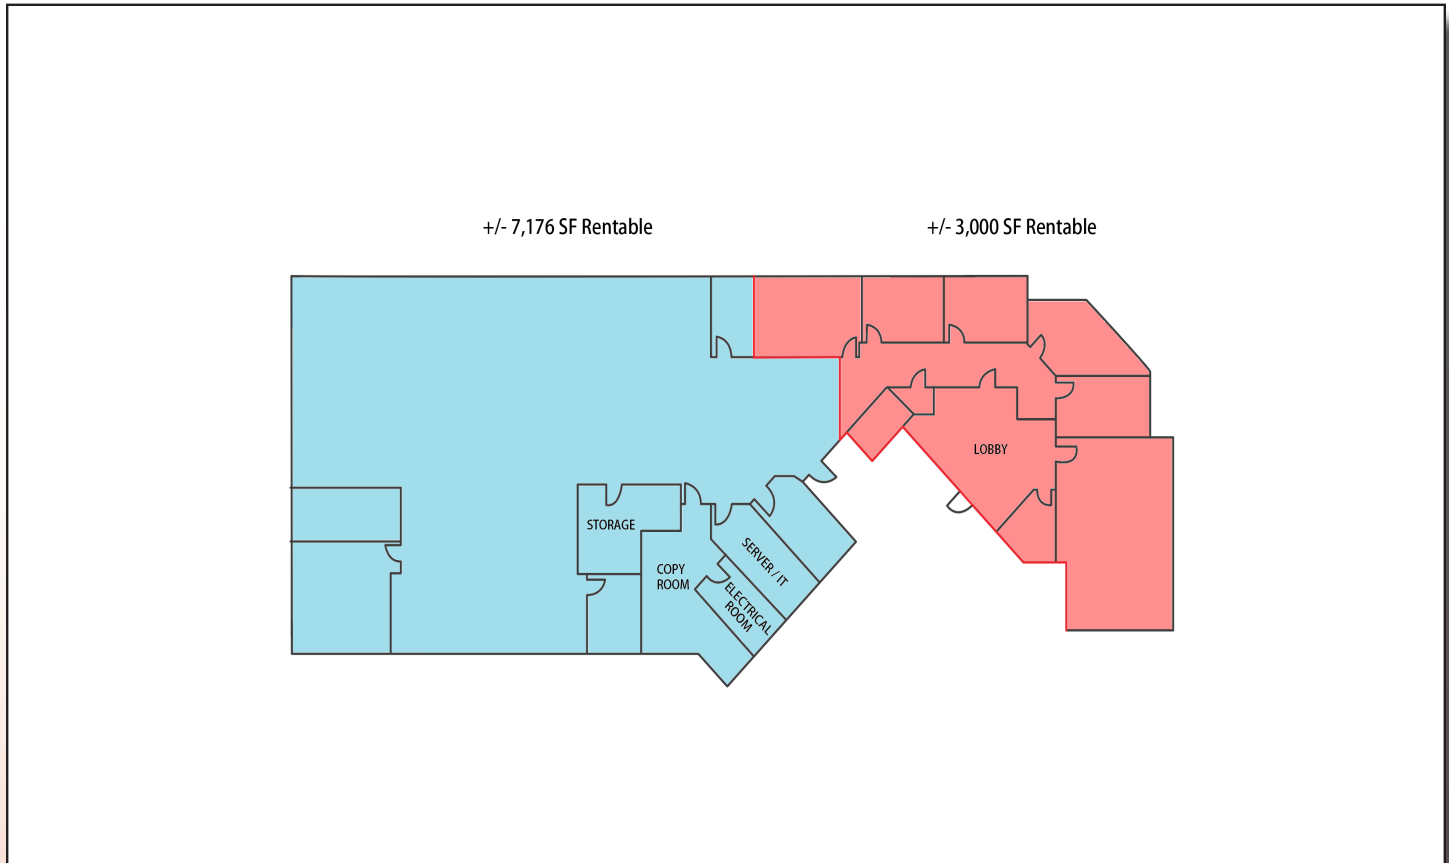 +/- 7,176 SF Rentable
+/- 3,000 SF Rentable
LOBBY
STORAGE
COPY
ROOM
SERVER / IT
ELECTRICAL
ROOM